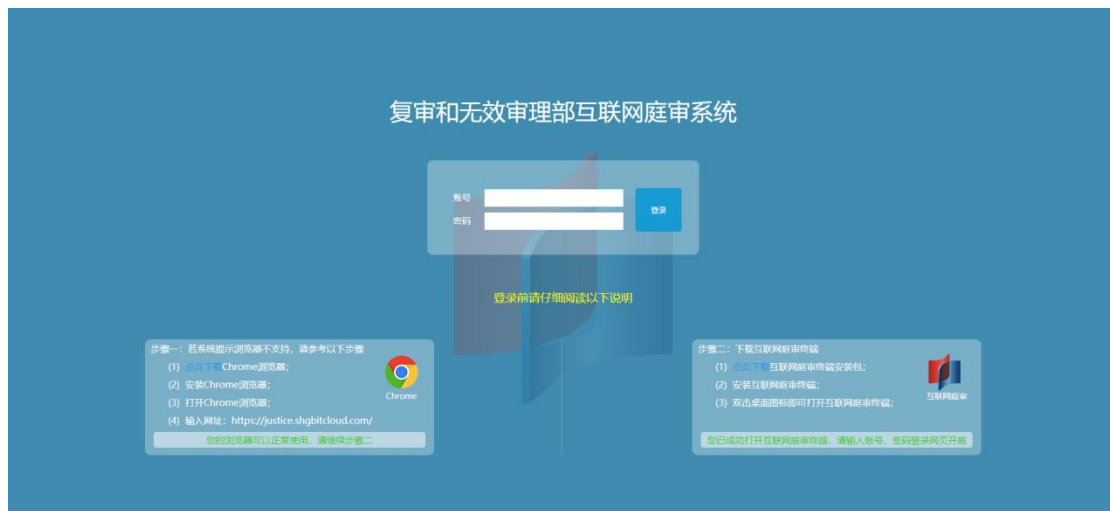 复审和无效审理部互联网庭审系统
账号
密码
登录
登录前请仔细阅读以下说明
步骤一：若系统提示浏览器不支持，请参考以下步骤
(1) 点此下载Chrome浏览器；
(2) 安装Chrome浏览器；
(3) 打开Chrome浏览器；
(4) 输入网址：https://justice.shgbitcloud.com/
Chrome
您的浏览器可以正常使用，请继续步骤二
步骤二：下载互联网庭审终端
(1) 点此下载互联网庭审终端安装包；
(2) 安装互联网庭审终端；
(3) 双击桌面图标即可打开互联网庭审终端；
互联网庭审
您已成功打开互联网庭审终端，请输入账号、密码登录网页开庭